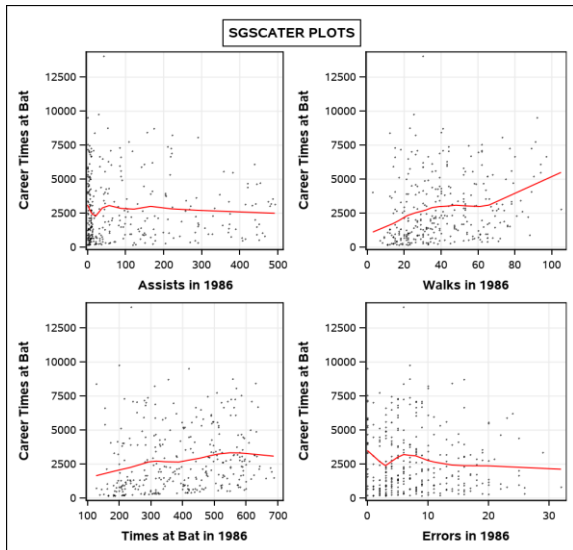 SGSCATER PLOTS
Career Times at Bat
12500
10000
7500
5000
2500
0
0 100 200 300 400 500
Assists in 1986
Career Times at Bat
12500
10000
7500
5000
2500
0
0 20 40 60 80 100
Walks in 1986
Career Times at Bat
12500
10000
7500
5000
2500
0
100 200 300 400 500 600 700
Times at Bat in 1986
Career Times at Bat
12500
10000
7500
5000
2500
0
0 10 20 30
Errors in 1986